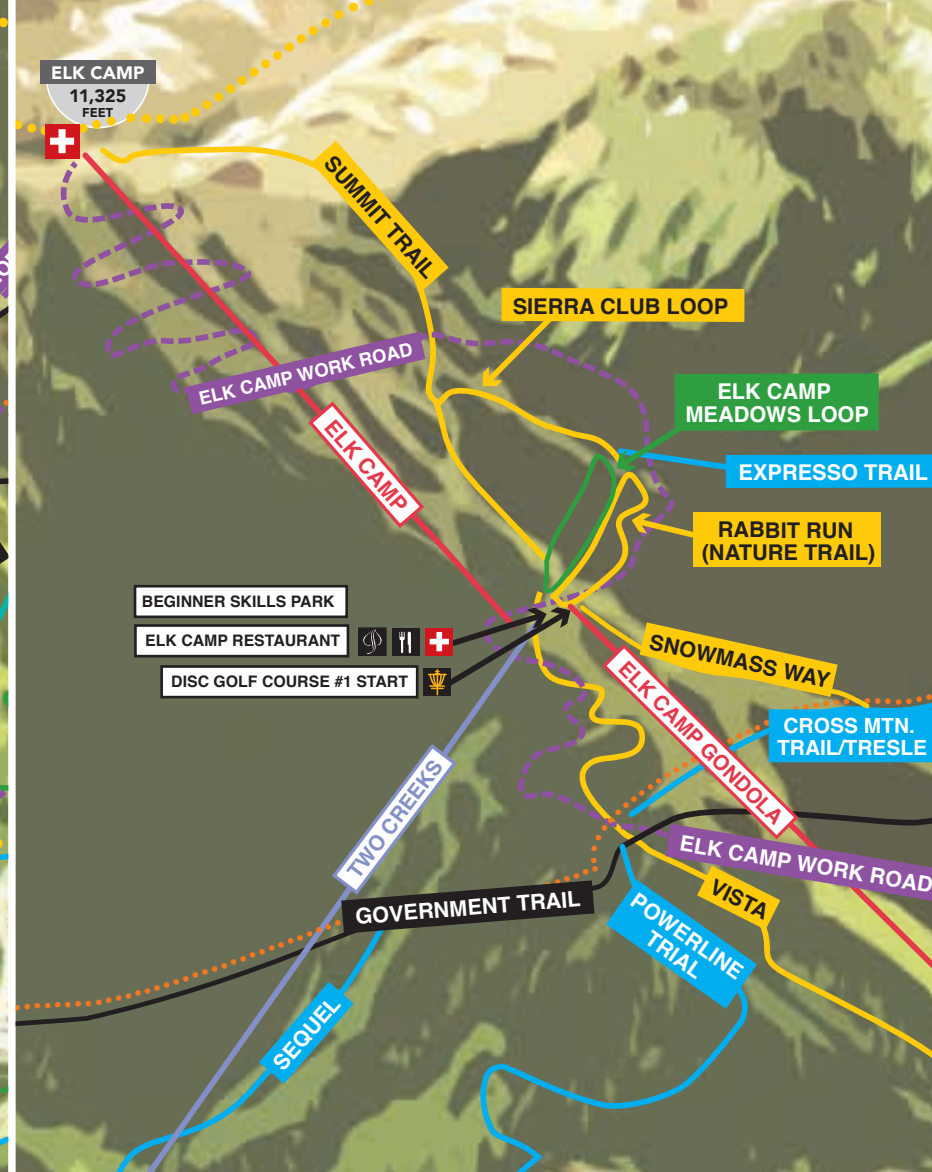 ELK CAMP
11,325
FEET
SUMMIT TRAIL
SIERRA CLUB LOOP
ELK CAMP WORK ROAD
ELK CAMP
MEADOWS LOOP
ELK CAMP
EXPRESSO TRAIL
RABBIT RUN
(NATURE TRAIL)
BEGINNER SKILLS PARK
ELK CAMP RESTAURANT
DISC GOLF COURSE #1 START
SNOWMASS WAY
ELK CAMP GONDOLA
CROSS MTN.
TRAIL/TRESLE
TWO CREEKS
ELK CAMP WORK ROAD
VISTA
GOVERNMENT TRAIL
POWERLINE
TRIAL
SEQUEL